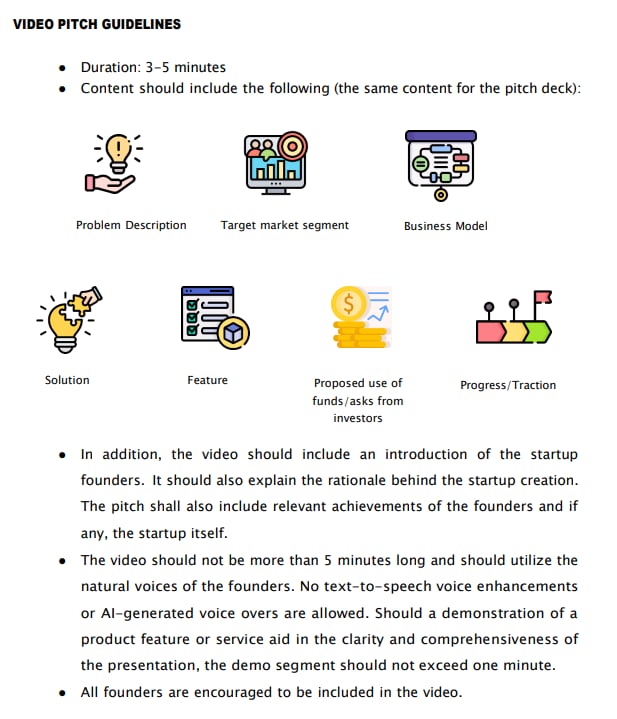 VIDEO PITCH GUIDELINES
• Duration: 3-5 minutes
• Content should include the following (the same content for the pitch deck):
Problem Description
Target market segment
Business Model
Solution
Feature
Proposed use of
funds/asks from
investors
Progress/Traction
• In addition, the video should include an introduction of the startup
founders. It should also explain the rationale behind the startup creation.
The pitch shall also include relevant achievements of the founders and if
any, the startup itself.
• The video should not be more than 5 minutes long and should utilize the
natural voices of the founders. No text-to-speech voice enhancements
or AI-generated voice overs are allowed. Should a demonstration of a
product feature or service aid in the clarity and comprehensiveness of
the presentation, the demo segment should not exceed one minute.
• All founders are encouraged to be included in the video.